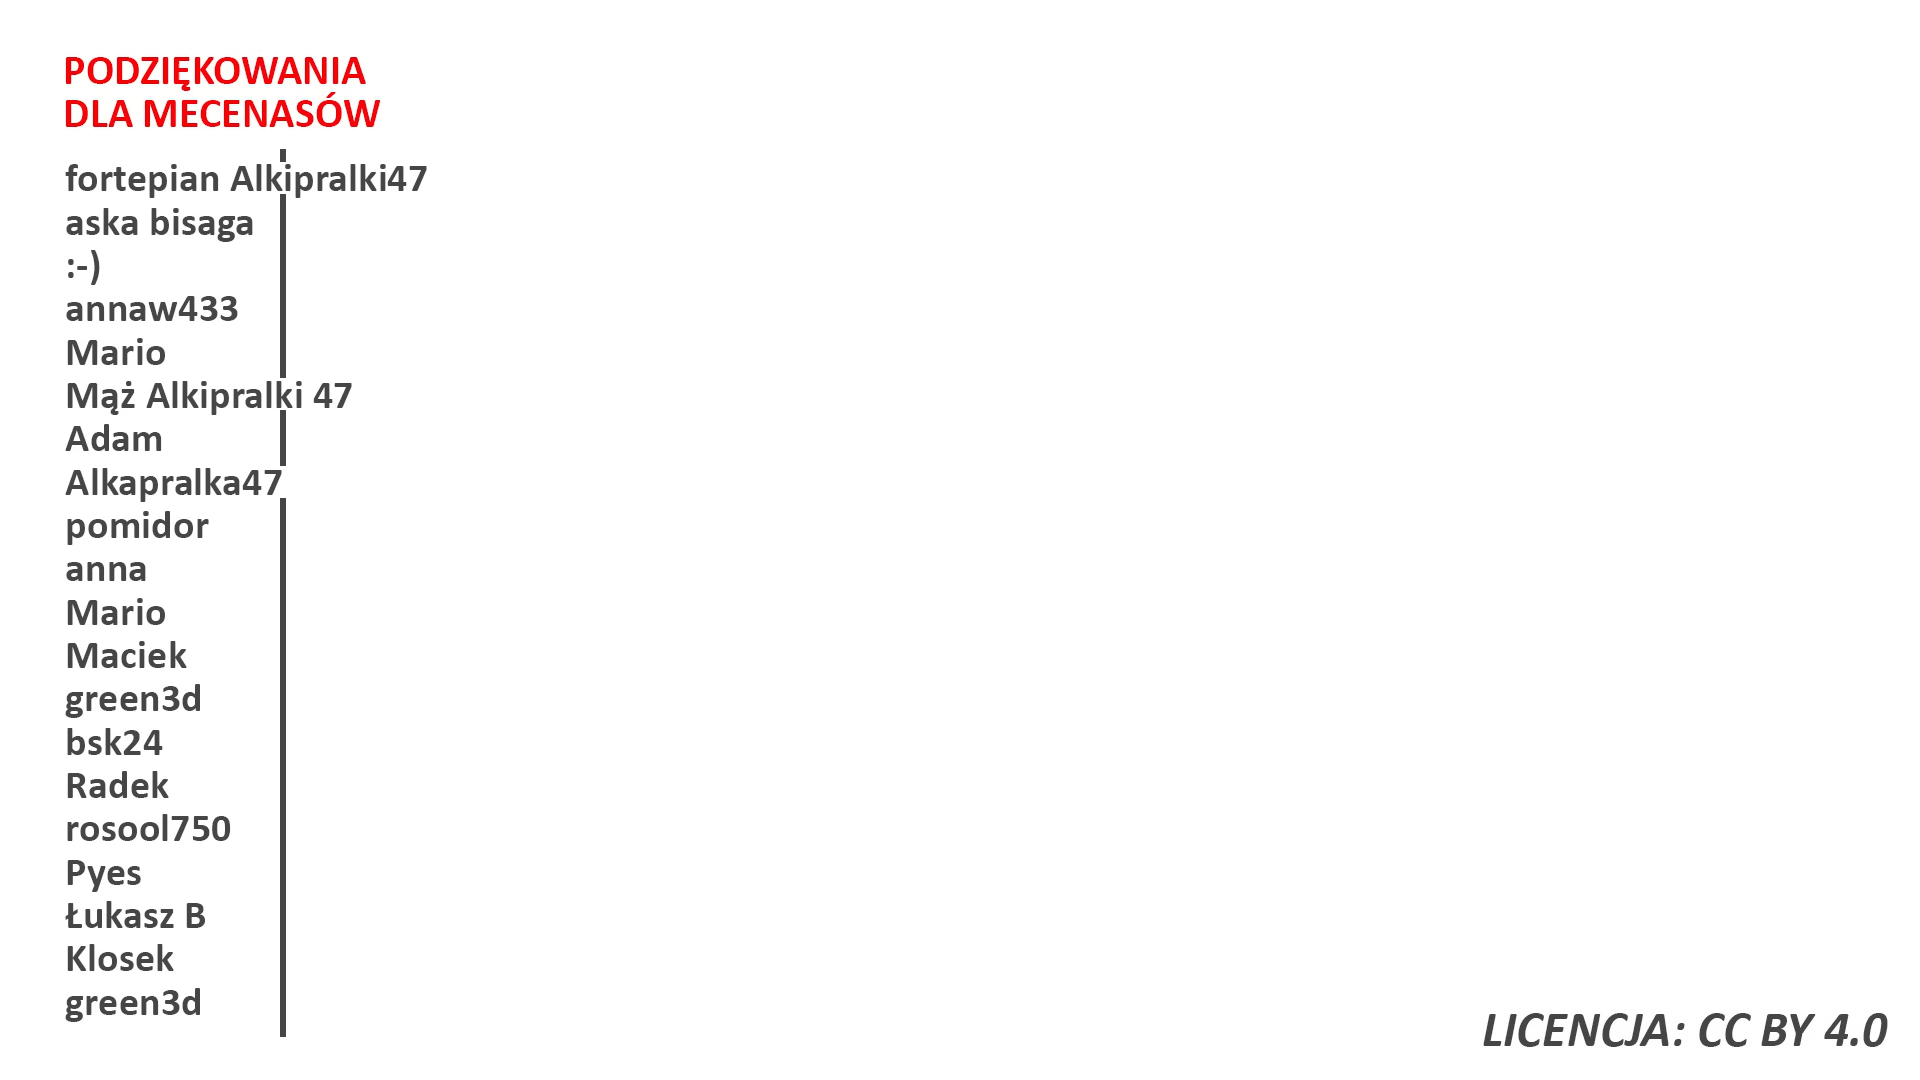 PODZIĘKOWANIA
DLA MECENASÓW
fortepian Alkipralki47
aska bisaga
:-)
annaw433
Mario
Mąż Alkipralki 47
Adam
Alkapralka47
pomidor
anna
Mario
Maciek
green3d
bsk24
Radek
rosool750
Pyes
Łukasz B
Klosek
green3d
LICENCJA: CC BY 4.0